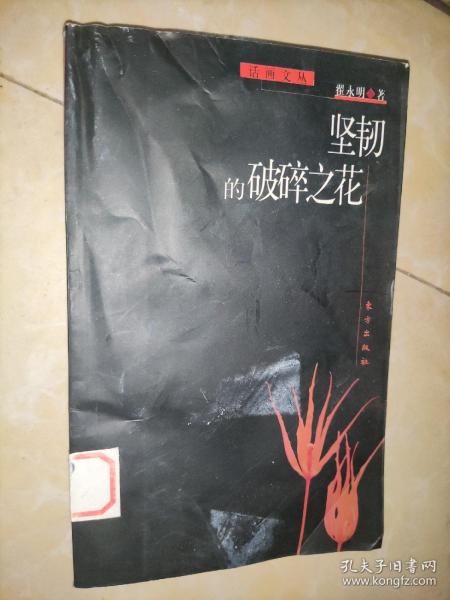 话画文丛
翟永明◆著
坚韧
的破碎之花
东方出版社
孔夫子旧书网
www.kongfz.com